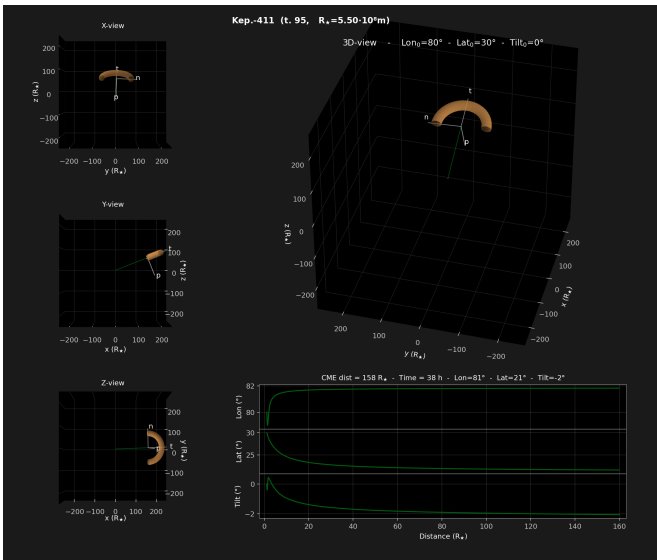 Kep.-411 (t. 95, R★=5.50·10⁸m)
X-view
200
100
0
−100
−200
z (R★)
t
n
p
−200 −100 0 100 200
y (R★)
3D-view - Lon₀=80° - Lat₀=30° - Tilt₀=0°
t
n
p
200
100
0
−100
−200
z (R★)
200
100
0
−100
−200
y (R★)
200
100
0
−100
−200
x (R★)
Y-view
200
100
0
−100
−200
z (R★)
t
p
−200 −100 0 100 200
x (R★)
Z-view
200
100
0
−100
−200
y (R★)
n
t
p
−200 −100 0 100 200
x (R★)
CME dist = 158 R★ - Time = 38 h - Lon=81° - Lat=21° - Tilt=-2°
82
80
Lon (°)
30
25
Lat (°)
0
−2
Tilt (°)
0 20 40 60 80 100 120 140 160
Distance (R★)